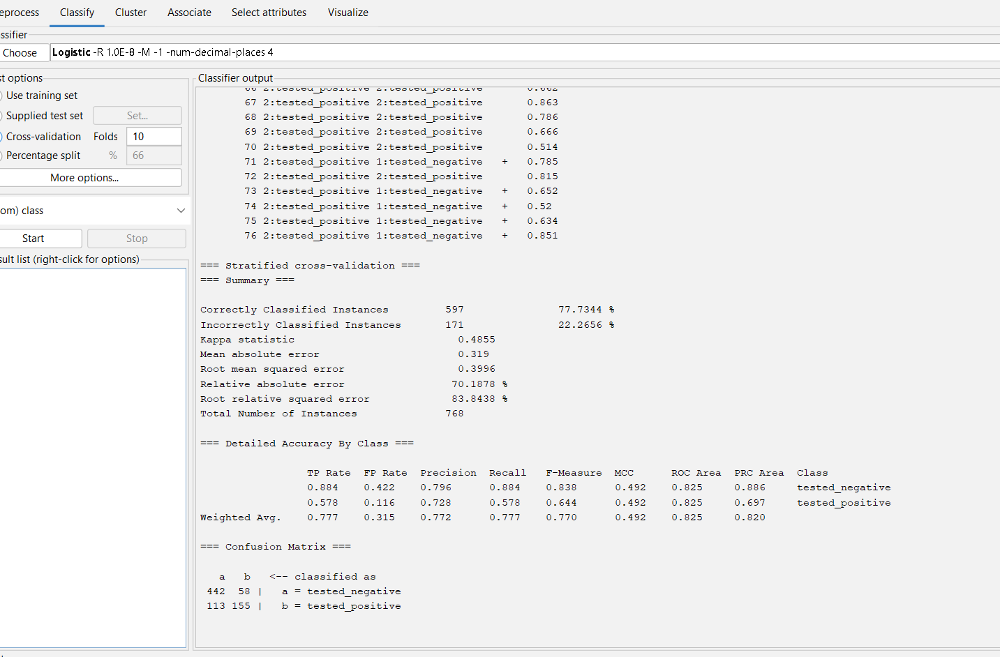 eprocess Classify Cluster Associate Select attributes Visualize
ssifier
Choose Logistic -R 1.0E-8 -M -1 -num-decimal-places 4
st options
Use training set
Supplied test set Set...
Cross-validation Folds 10
Percentage split % 66
More options...
om) class
Start Stop
sult list (right-click for options)
Classifier output
66 2:tested_positive 2:tested_positive 0.662
67 2:tested_positive 2:tested_positive 0.863
68 2:tested_positive 2:tested_positive 0.786
69 2:tested_positive 2:tested_positive 0.666
70 2:tested_positive 2:tested_positive 0.514
71 2:tested_positive 1:tested_negative + 0.785
72 2:tested_positive 2:tested_positive 0.815
73 2:tested_positive 1:tested_negative + 0.652
74 2:tested_positive 1:tested_negative + 0.52
75 2:tested_positive 1:tested_negative + 0.634
76 2:tested_positive 1:tested_negative + 0.851
=== Stratified cross-validation ===
=== Summary ===
Correctly Classified Instances 597 77.7344 %
Incorrectly Classified Instances 171 22.2656 %
Kappa statistic 0.4855
Mean absolute error 0.319
Root mean squared error 0.3996
Relative absolute error 70.1878 %
Root relative squared error 83.8438 %
Total Number of Instances 768
=== Detailed Accuracy By Class ===
TP Rate FP Rate Precision Recall F-Measure MCC ROC Area PRC Area Class
0.884 0.422 0.796 0.884 0.838 0.492 0.825 0.886 tested_negative
0.578 0.116 0.728 0.578 0.644 0.492 0.825 0.697 tested_positive
Weighted Avg. 0.777 0.315 0.772 0.777 0.770 0.492 0.825 0.820
=== Confusion Matrix ===
a b <-- classified as
442 58 | a = tested_negative
113 155 | b = tested_positive